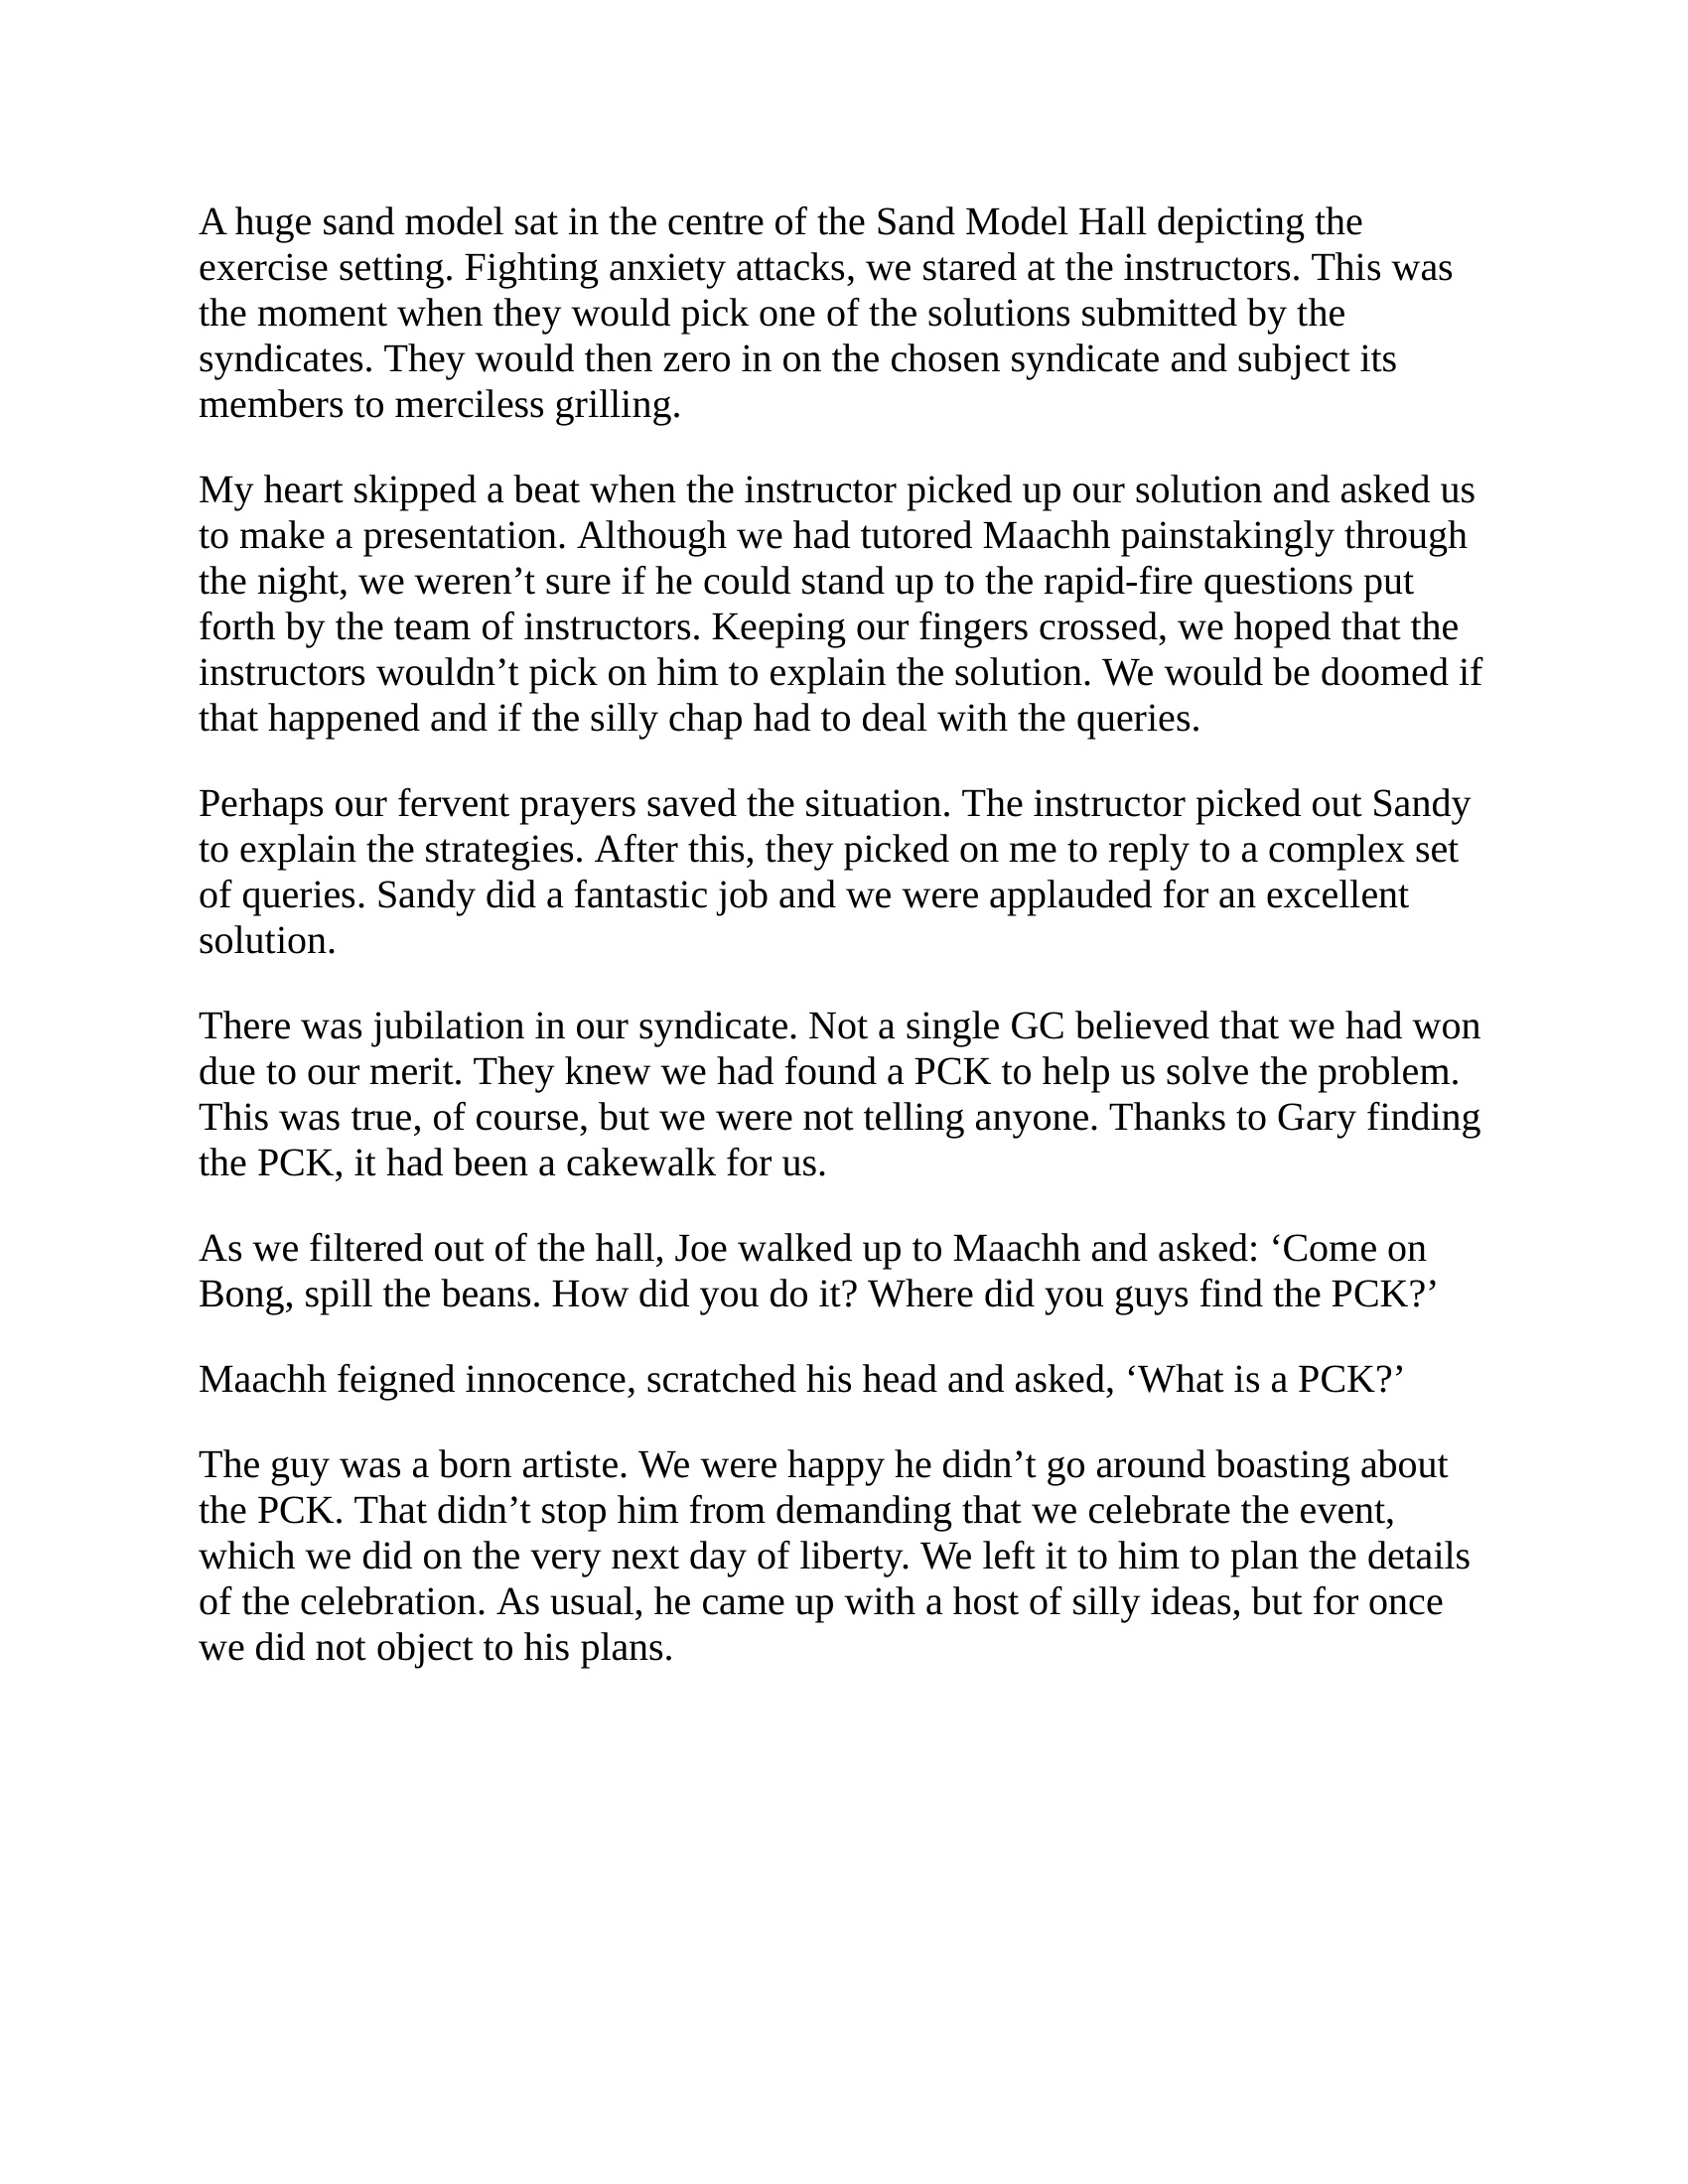 A huge sand model sat in the centre of the Sand Model Hall depicting the
exercise setting. Fighting anxiety attacks, we stared at the instructors. This was
the moment when they would pick one of the solutions submitted by the
syndicates. They would then zero in on the chosen syndicate and subject its
members to merciless grilling.
My heart skipped a beat when the instructor picked up our solution and asked us
to make a presentation. Although we had tutored Maachh painstakingly through
the night, we weren’t sure if he could stand up to the rapid-fire questions put
forth by the team of instructors. Keeping our fingers crossed, we hoped that the
instructors wouldn’t pick on him to explain the solution. We would be doomed if
that happened and if the silly chap had to deal with the queries.
Perhaps our fervent prayers saved the situation. The instructor picked out Sandy
to explain the strategies. After this, they picked on me to reply to a complex set
of queries. Sandy did a fantastic job and we were applauded for an excellent
solution.
There was jubilation in our syndicate. Not a single GC believed that we had won
due to our merit. They knew we had found a PCK to help us solve the problem.
This was true, of course, but we were not telling anyone. Thanks to Gary finding
the PCK, it had been a cakewalk for us.
As we filtered out of the hall, Joe walked up to Maachh and asked: ‘Come on
Bong, spill the beans. How did you do it? Where did you guys find the PCK?’
Maachh feigned innocence, scratched his head and asked, ‘What is a PCK?’
The guy was a born artiste. We were happy he didn’t go around boasting about
the PCK. That didn’t stop him from demanding that we celebrate the event,
which we did on the very next day of liberty. We left it to him to plan the details
of the celebration. As usual, he came up with a host of silly ideas, but for once
we did not object to his plans.